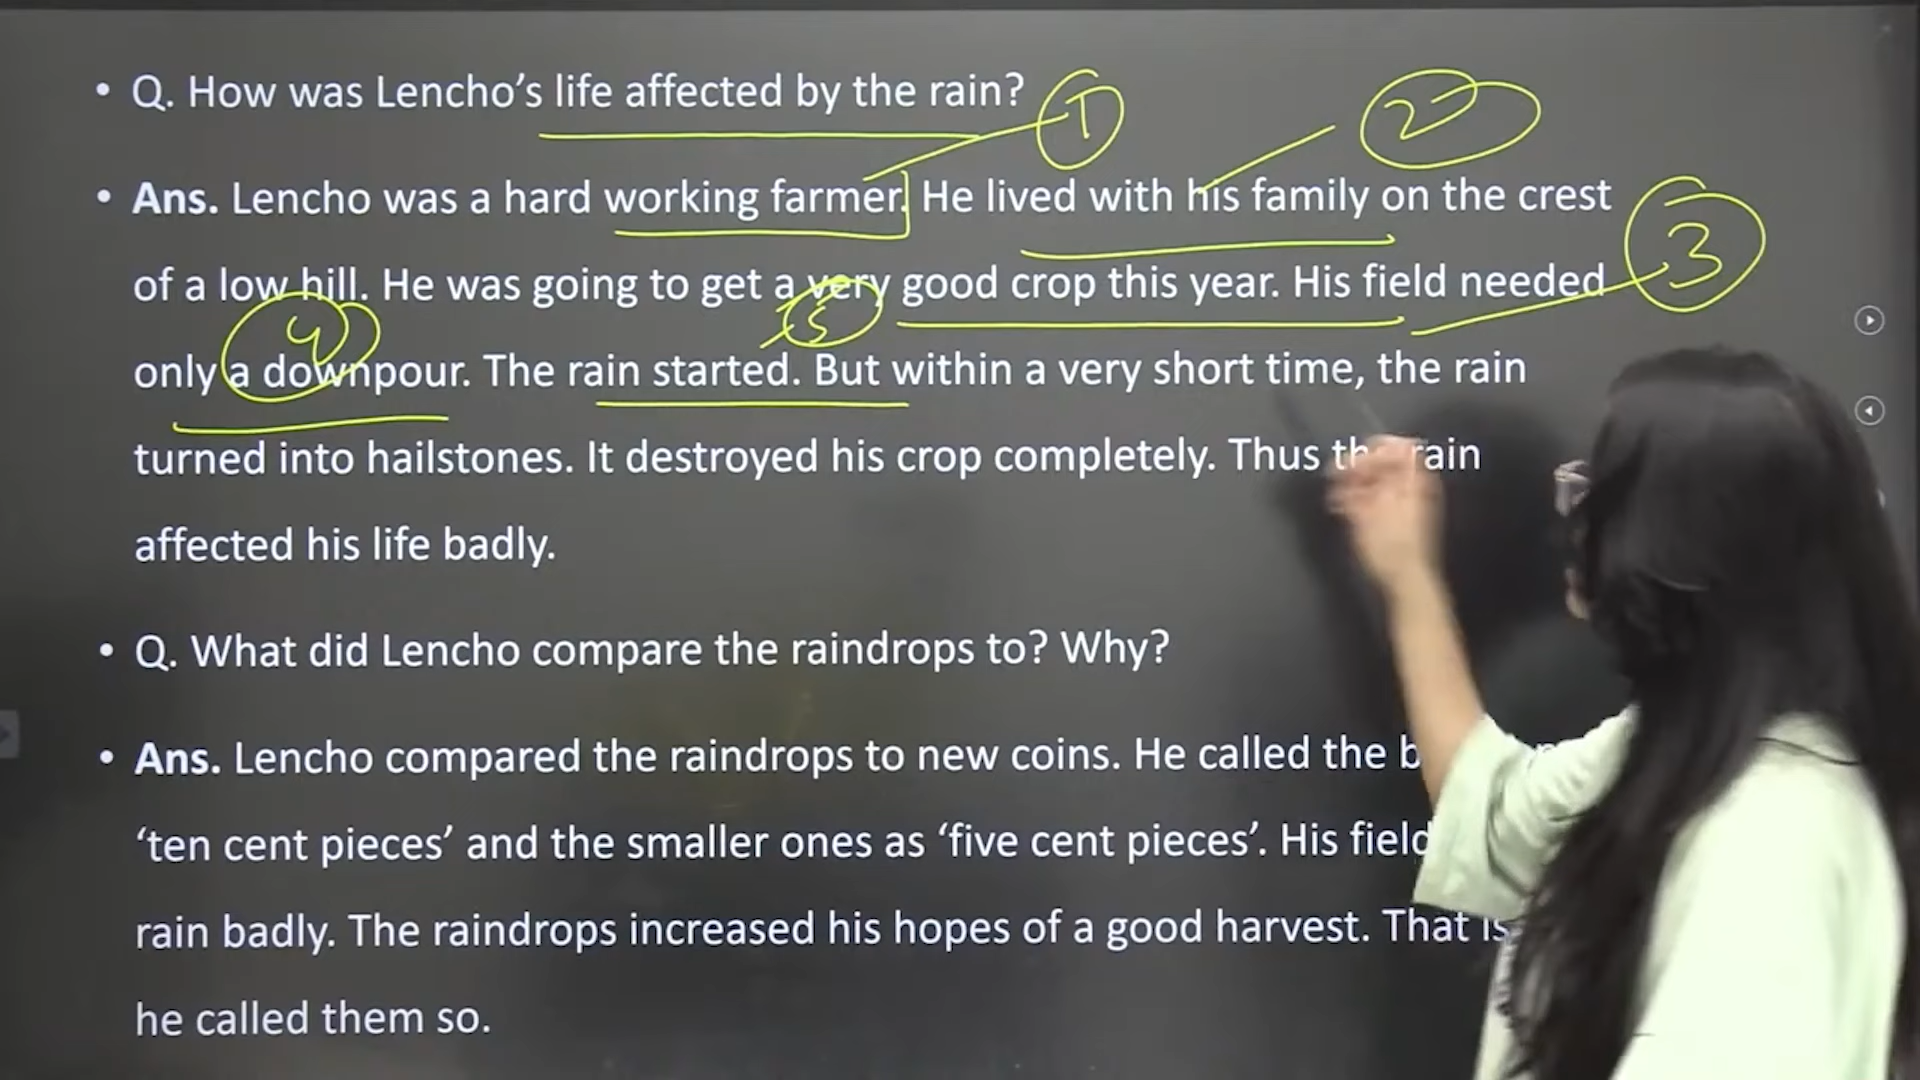 • Q. How was Lencho’s life affected by the rain?
1
2
• Ans. Lencho was a hard working farmer. He lived with his family on the crest
3
of a low hill. He was going to get a very good crop this year. His field needed
4
5
only a downpour. The rain started. But within a very short time, the rain
turned into hailstones. It destroyed his crop completely. Thus rain
affected his life badly.
• Q. What did Lencho compare the raindrops to? Why?
• Ans. Lencho compared the raindrops to new coins. He called the
‘ten cent pieces’ and the smaller ones as ‘five cent pieces’. His field
rain badly. The raindrops increased his hopes of a good harvest. That is
he called them so.